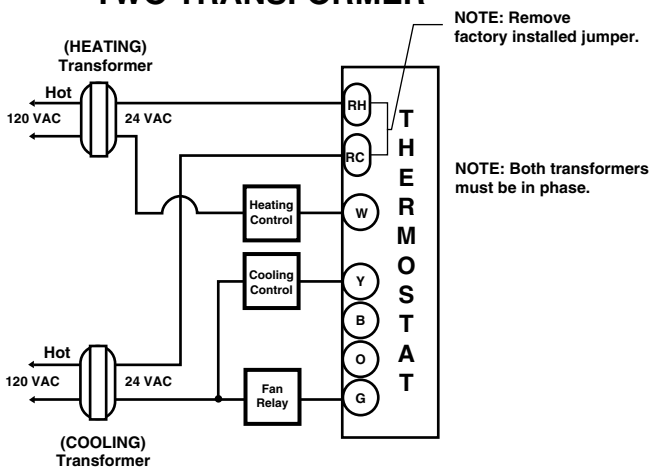 TWO TRANSFORMER
NOTE: Remove
factory installed jumper.
(HEATING)
Transformer
Hot
120 VAC
24 VAC
RH
RC
THERMOSTAT
NOTE: Both transformers
must be in phase.
Heating
Control
W
Cooling
Control
Y
B
O
Hot
120 VAC
24 VAC
Fan
Relay
G
(COOLING)
Transformer